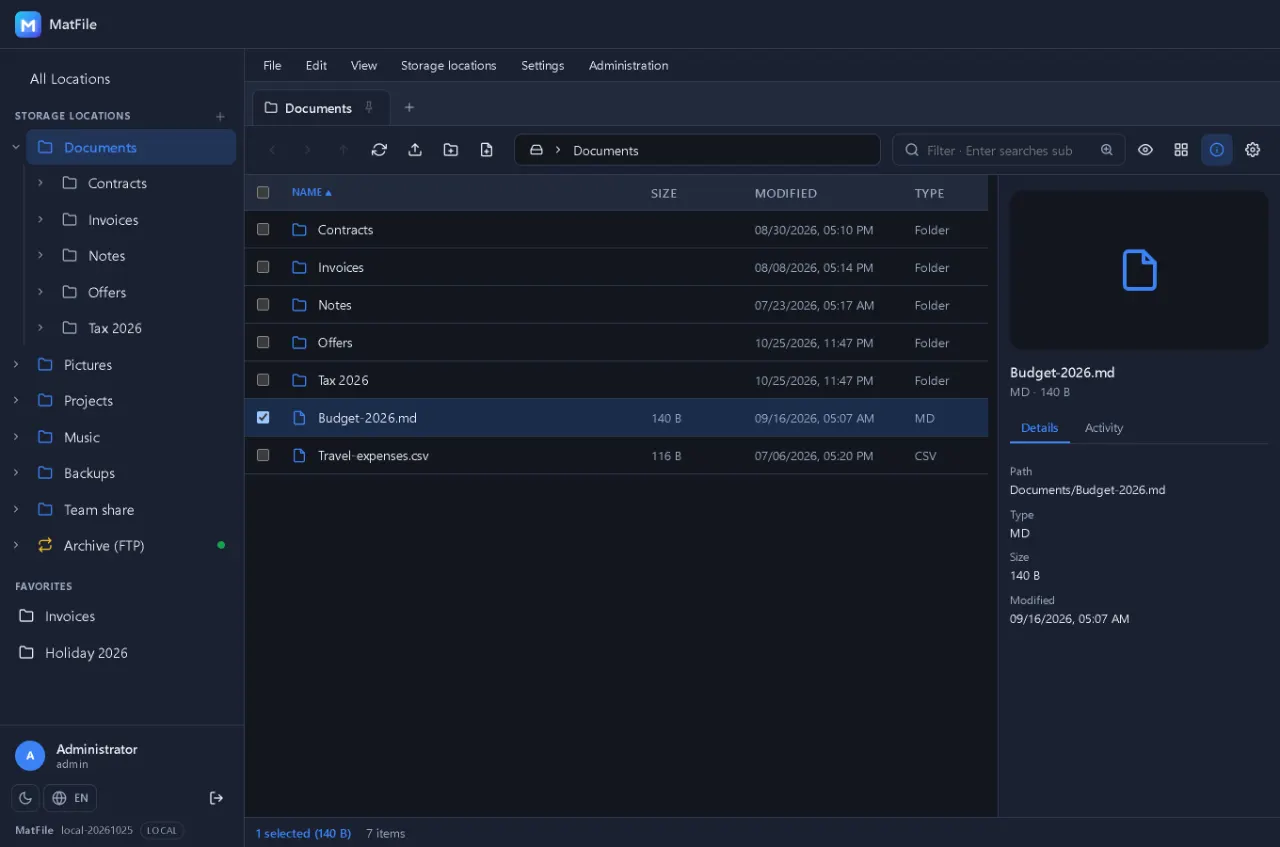 MatFile
All Locations
STORAGE LOCATIONS
Documents
Contracts
Invoices
Notes
Offers
Tax 2026
Pictures
Projects
Music
Backups
Team share
Archive (FTP)
FAVORITES
Invoices
Holiday 2026
A
Administrator
admin
EN
MatFile local-20261025 LOCAL
File Edit View Storage locations Settings Administration
Documents
Documents
Filter · Enter searches sub
NAME SIZE MODIFIED TYPE
Contracts 08/30/2026, 05:10 PM Folder
Invoices 08/08/2026, 05:14 PM Folder
Notes 07/23/2026, 05:17 AM Folder
Offers 10/25/2026, 11:47 PM Folder
Tax 2026 10/25/2026, 11:47 PM Folder
Budget-2026.md 140 B 09/16/2026, 05:07 AM MD
Travel-expenses.csv 116 B 07/06/2026, 05:20 PM CSV
1 selected (140 B) 7 items
Budget-2026.md
MD · 140 B
Details Activity
Path
Documents/Budget-2026.md
Type
MD
Size
140 B
Modified
09/16/2026, 05:07 AM